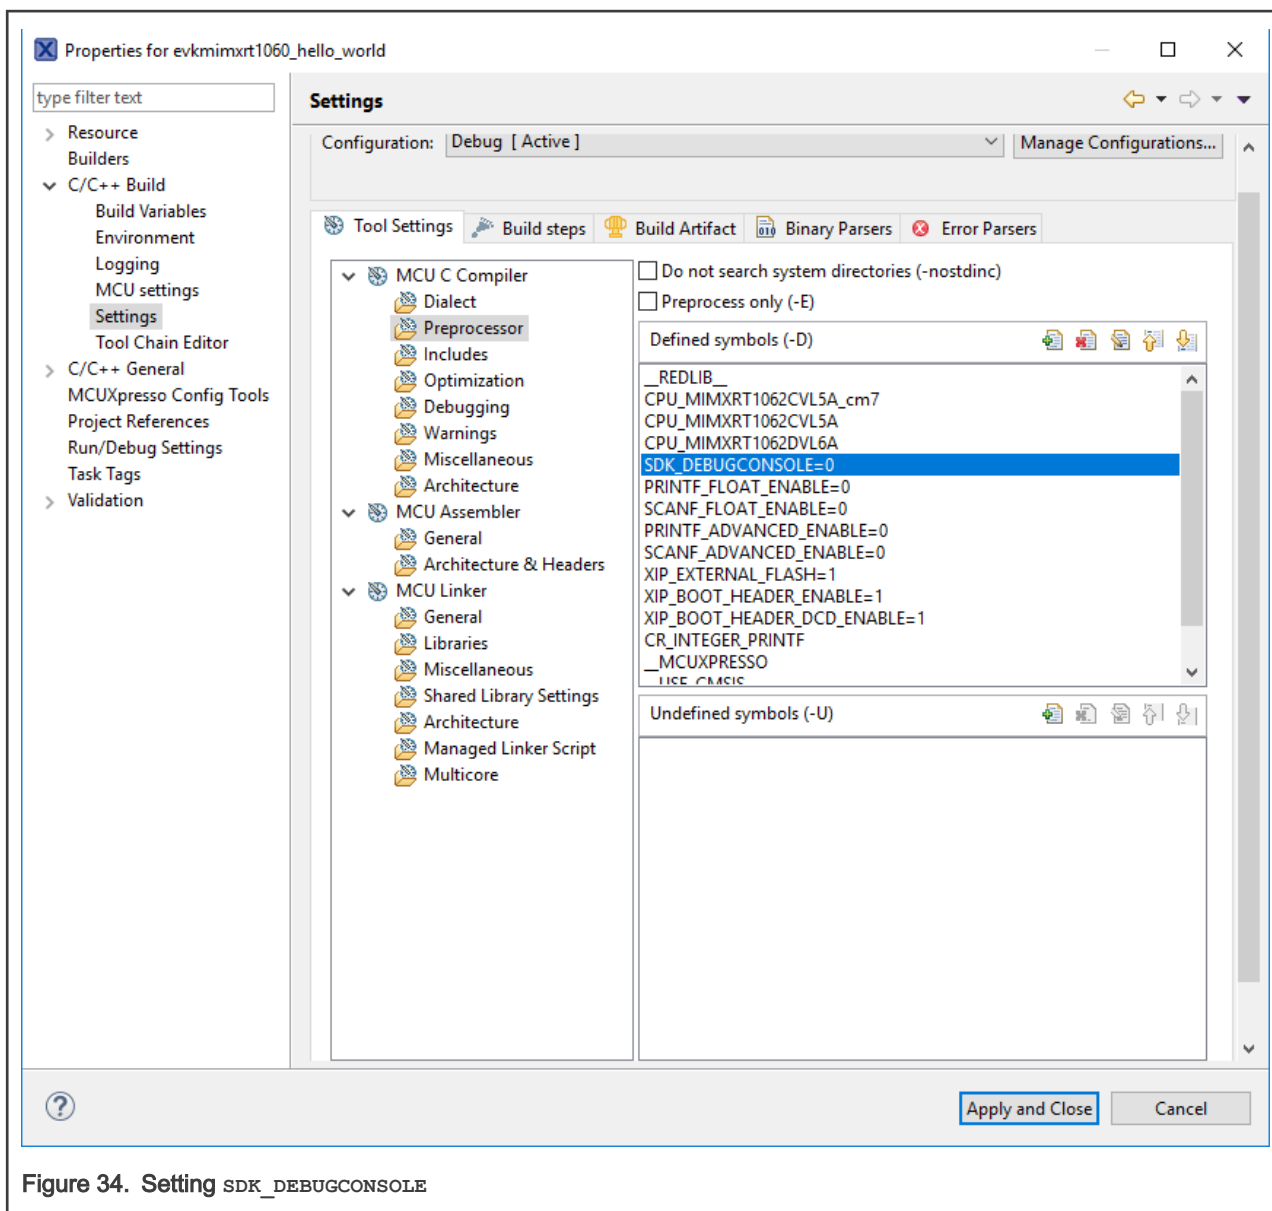 Properties for evkmimxrt1060_hello_world
type filter text
Resource
Builders
C/C++ Build
Build Variables
Environment
Logging
MCU settings
Settings
Tool Chain Editor
C/C++ General
MCUXpresso Config Tools
Project References
Run/Debug Settings
Task Tags
Validation
Settings
Configuration: Debug [ Active ] Manage Configurations...
Tool Settings Build steps Build Artifact Binary Parsers Error Parsers
MCU C Compiler
Dialect
Preprocessor
Includes
Optimization
Debugging
Warnings
Miscellaneous
Architecture
MCU Assembler
General
Architecture & Headers
MCU Linker
General
Libraries
Miscellaneous
Shared Library Settings
Architecture
Managed Linker Script
Multicore
Do not search system directories (-nostdinc)
Preprocess only (-E)
Defined symbols (-D)
__REDLIB__
CPU_MIMXRT1062CVL5A_cm7
CPU_MIMXRT1062CVL5A
CPU_MIMXRT1062DVL6A
SDK_DEBUGCONSOLE=0
PRINTF_FLOAT_ENABLE=0
SCANF_FLOAT_ENABLE=0
PRINTF_ADVANCED_ENABLE=0
SCANF_ADVANCED_ENABLE=0
XIP_EXTERNAL_FLASH=1
XIP_BOOT_HEADER_ENABLE=1
XIP_BOOT_HEADER_DCD_ENABLE=1
CR_INTEGER_PRINTF
__MCUXPRESSO
__USE_CMSIS
Undefined symbols (-U)
Apply and Close Cancel
Figure 34. Setting SDK_DEBUGCONSOLE